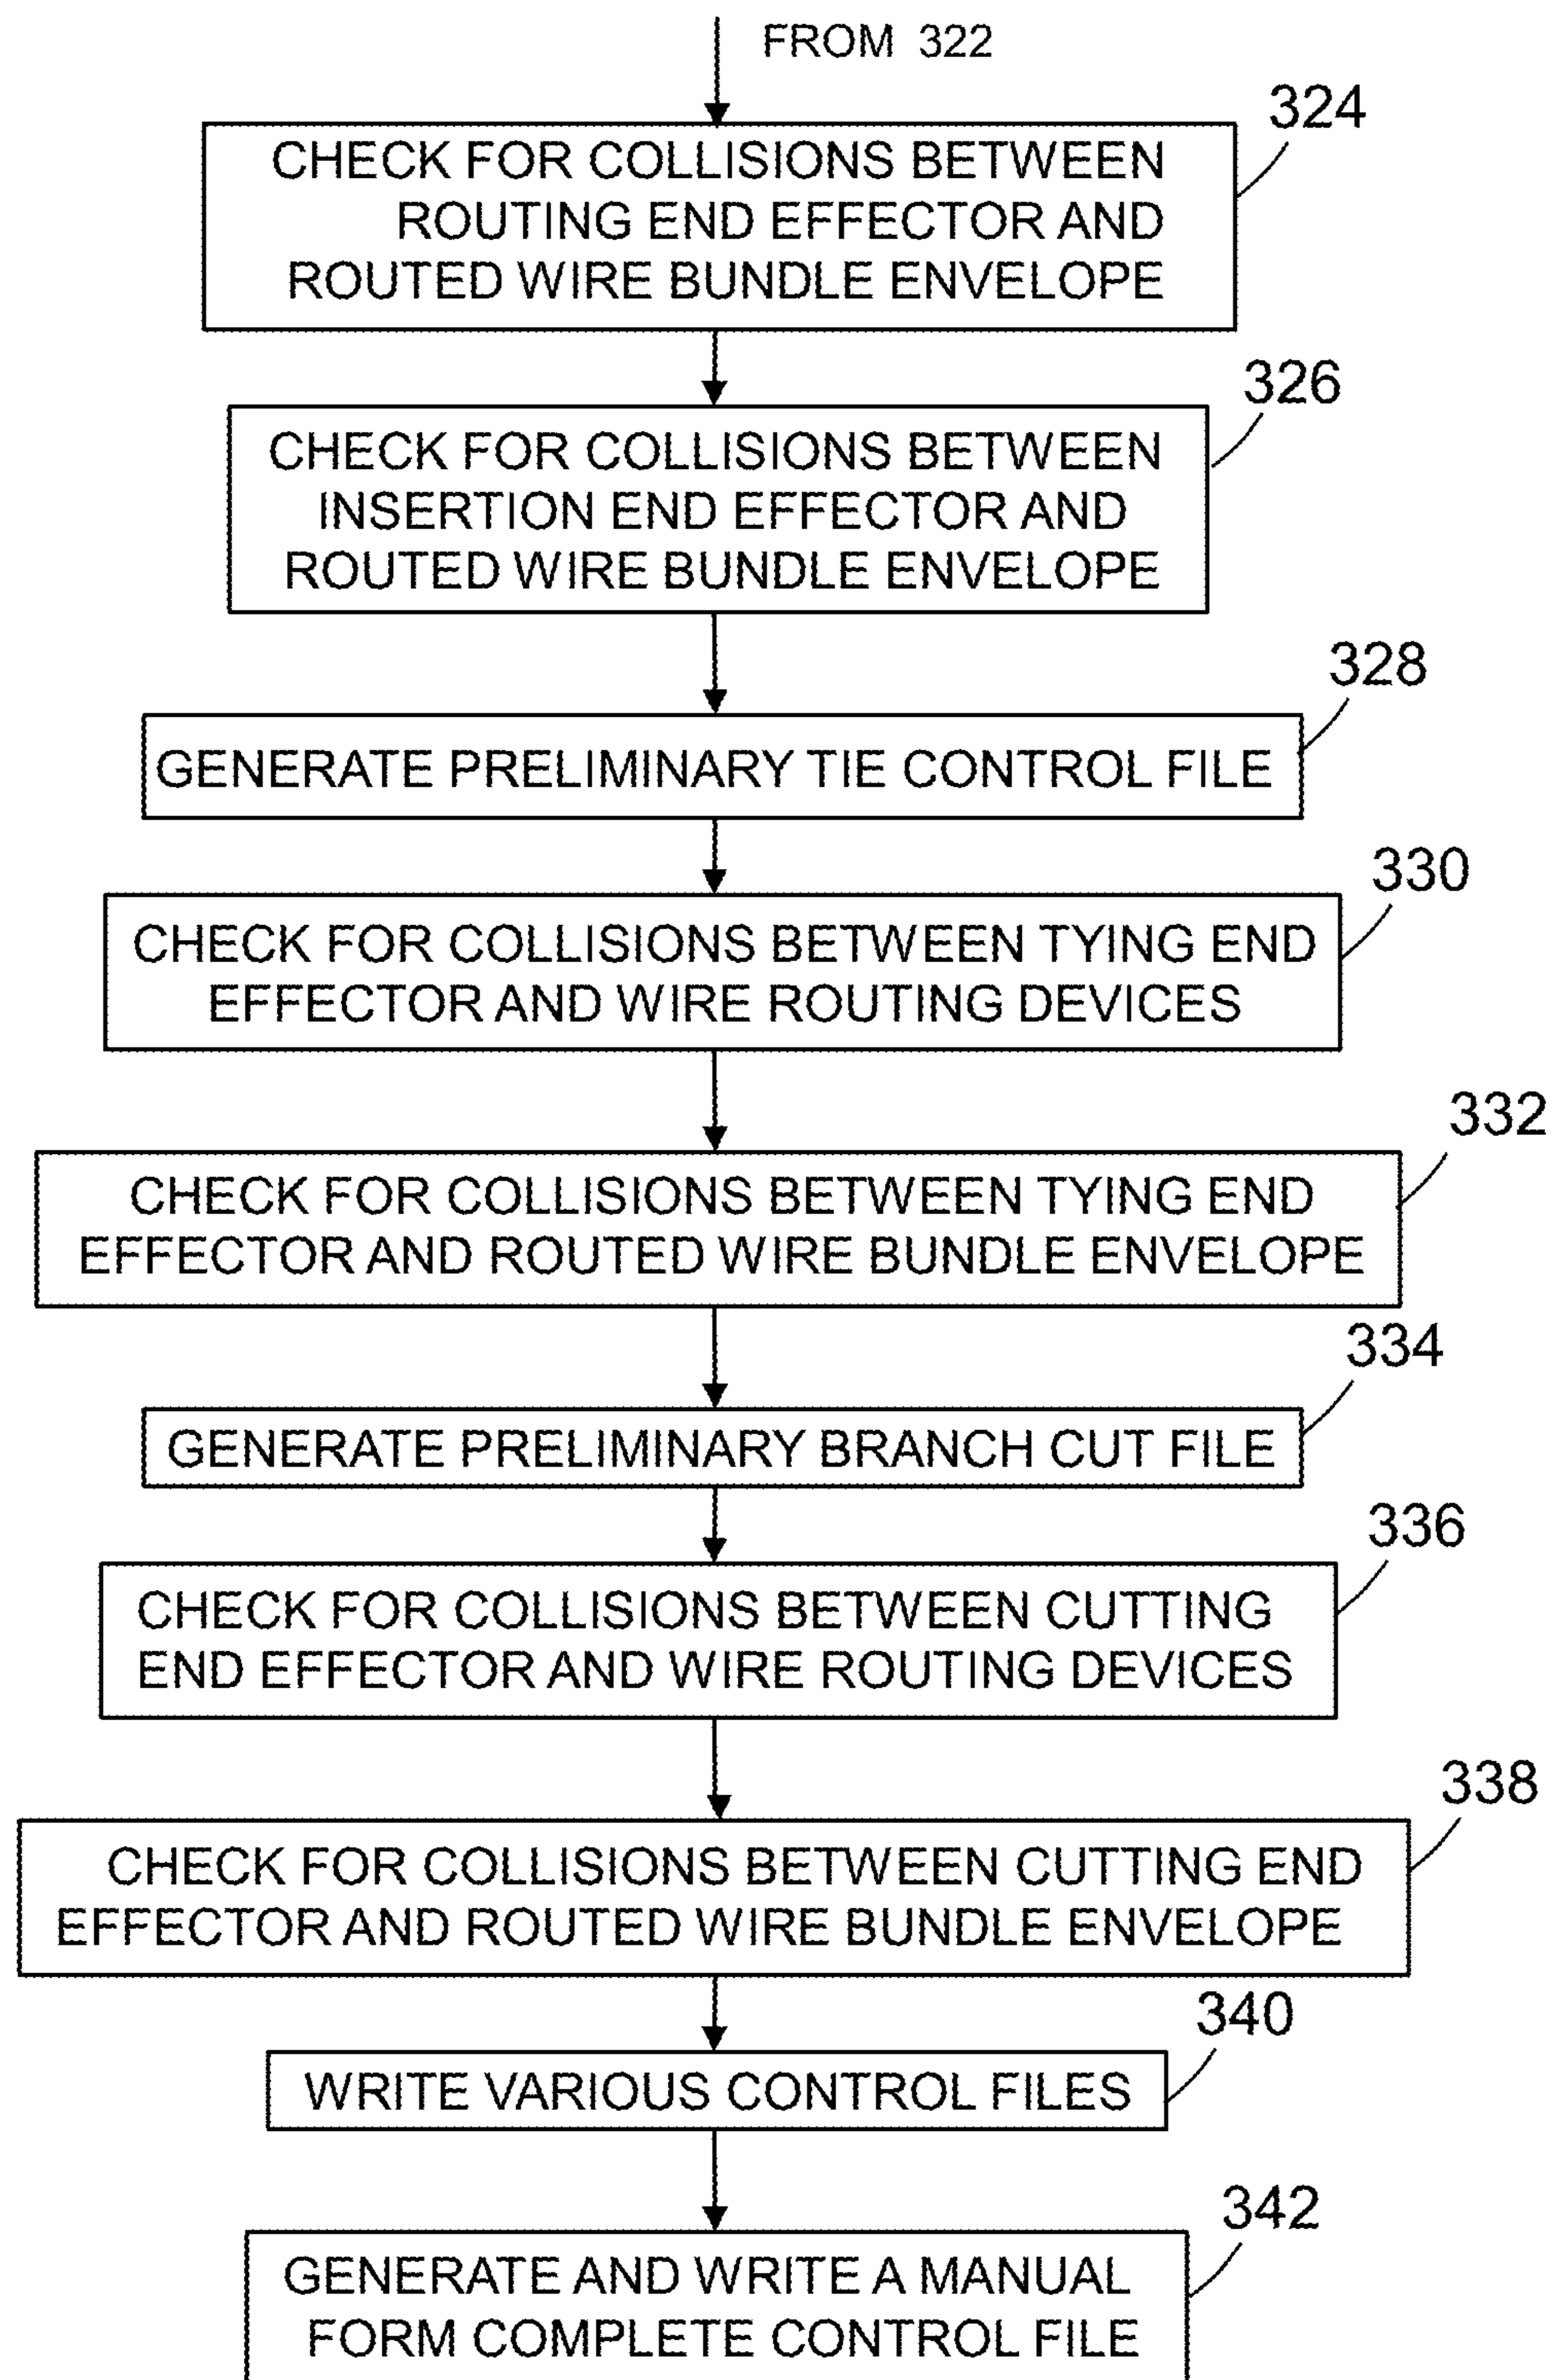 FROM 322
324
CHECK FOR COLLISIONS BETWEEN
ROUTING END EFFECTOR AND
ROUTED WIRE BUNDLE ENVELOPE
326
CHECK FOR COLLISIONS BETWEEN
INSERTION END EFFECTOR AND
ROUTED WIRE BUNDLE ENVELOPE
328
GENERATE PRELIMINARY TIE CONTROL FILE
330
CHECK FOR COLLISIONS BETWEEN TYING END
EFFECTOR AND WIRE ROUTING DEVICES
332
CHECK FOR COLLISIONS BETWEEN TYING END
EFFECTOR AND ROUTED WIRE BUNDLE ENVELOPE
334
GENERATE PRELIMINARY BRANCH CUT FILE
336
CHECK FOR COLLISIONS BETWEEN CUTTING
END EFFECTOR AND WIRE ROUTING DEVICES
338
CHECK FOR COLLISIONS BETWEEN CUTTING END
EFFECTOR AND ROUTED WIRE BUNDLE ENVELOPE
340
WRITE VARIOUS CONTROL FILES
342
GENERATE AND WRITE A MANUAL
FORM COMPLETE CONTROL FILE